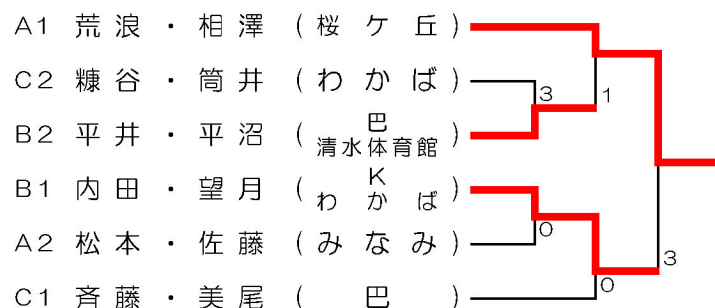 A1 荒浪・相澤 (桜ケ丘)
C2 糠谷・筒井 (わかば)
3
1
B2 平井・平沼 (巴 清水体育館)
B1 内田・望月 (K わかば)
A2 松本・佐藤 (みなみ)
0
3
C1 斉藤・美尾 (巴)
0